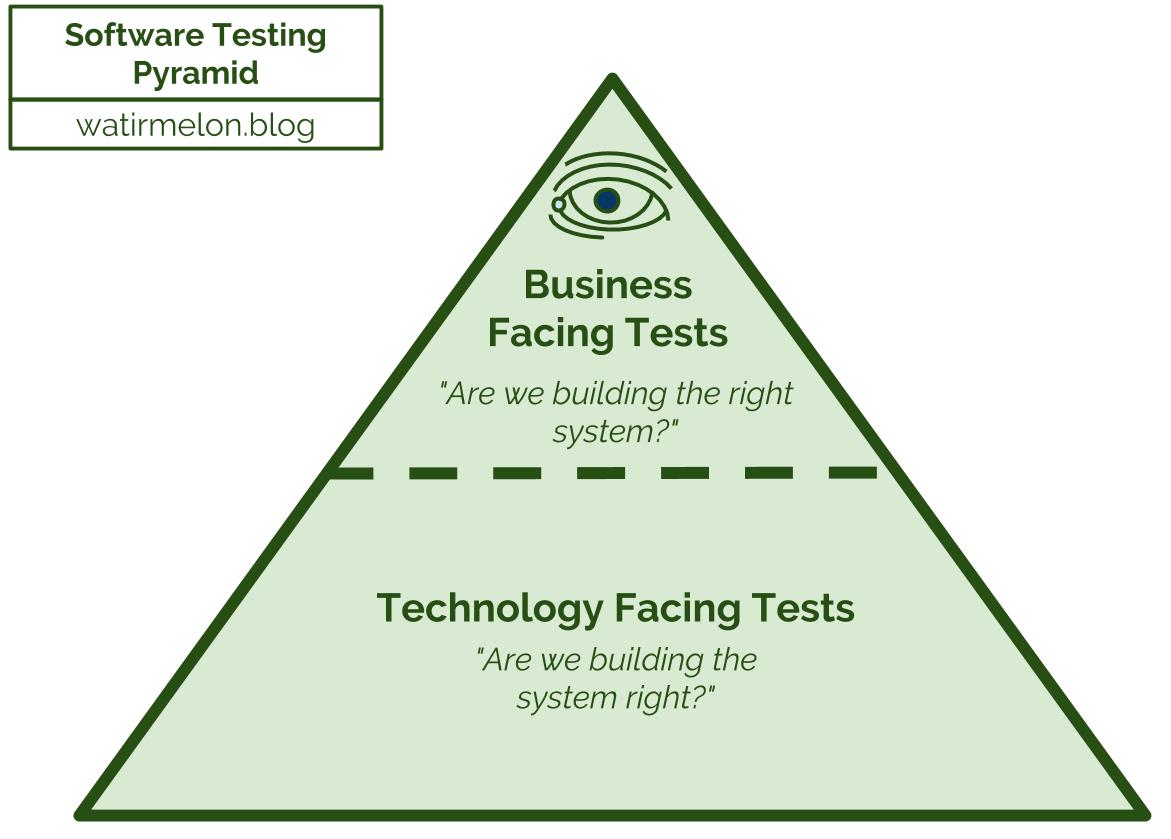 Software Testing
Pyramid
watirmelon.blog
Business
Facing Tests
"Are we building the right
system?"
Technology Facing Tests
"Are we building the
system right?"